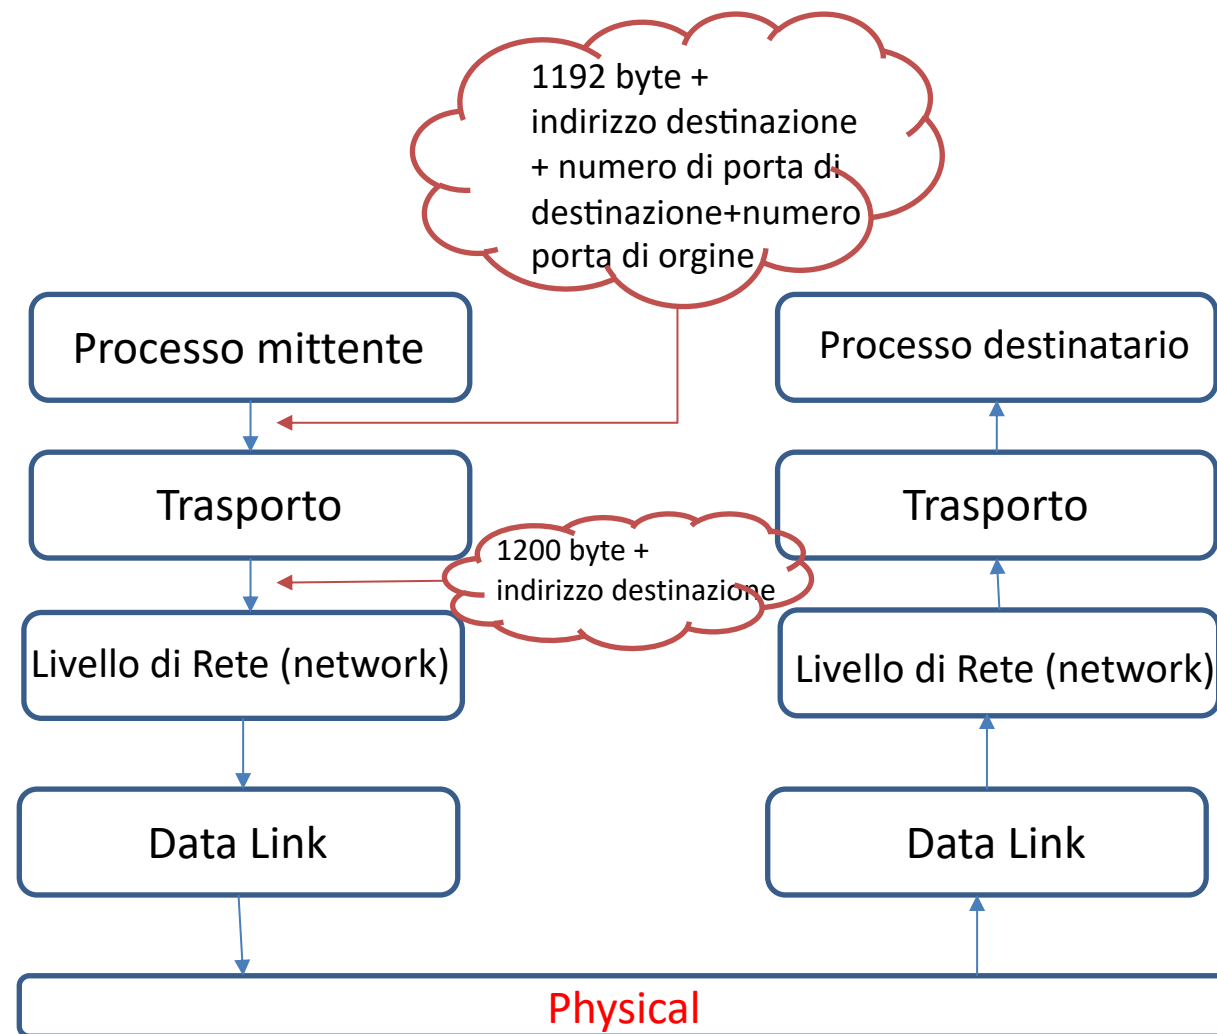 1192 byte +
indirizzo destinazione
+ numero di porta di
destinazione+numero
porta di orgine
Processo mittente
Processo destinatario
Trasporto
Trasporto
1200 byte +
indirizzo destinazione
Livello di Rete (network)
Livello di Rete (network)
Data Link
Data Link
Physical